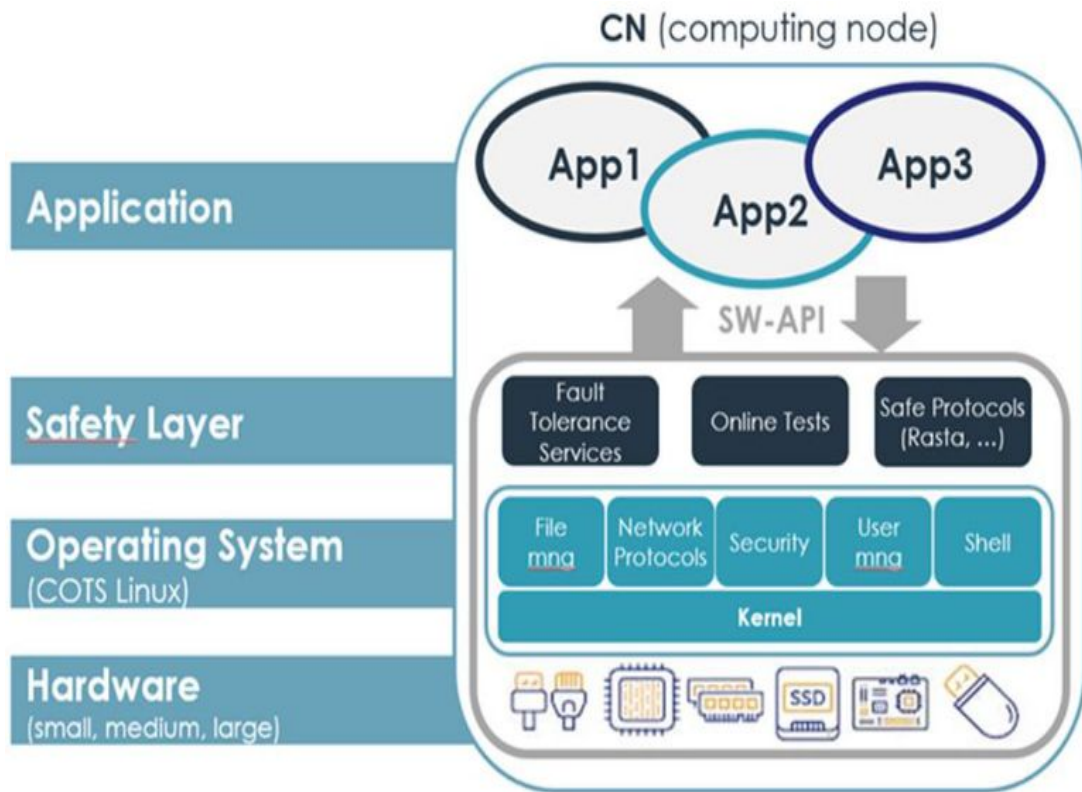 CN (computing node)
App1
App2
App3
Application
SW-API
Safety Layer
Fault
Tolerance
Services
Online Tests
Safe Protocols
(Rasta, ...)
Operating System
(COTS Linux)
File
mng
Network
Protocols
Security
User
mng
Shell
Kernel
Hardware
(small, medium, large)
SSD